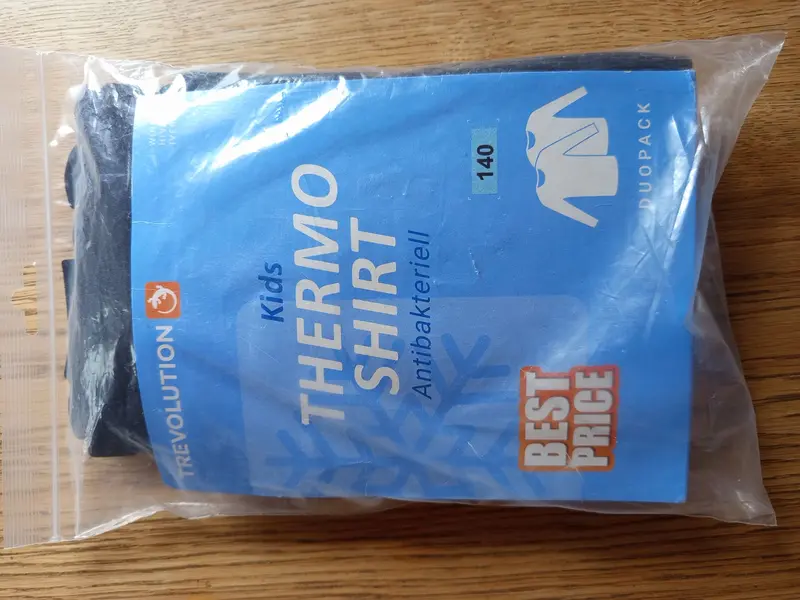 TREVOLUTION
Kids
THERMO
SHIRT
Antibakteriell
140
BEST
PRICE
DUOPACK